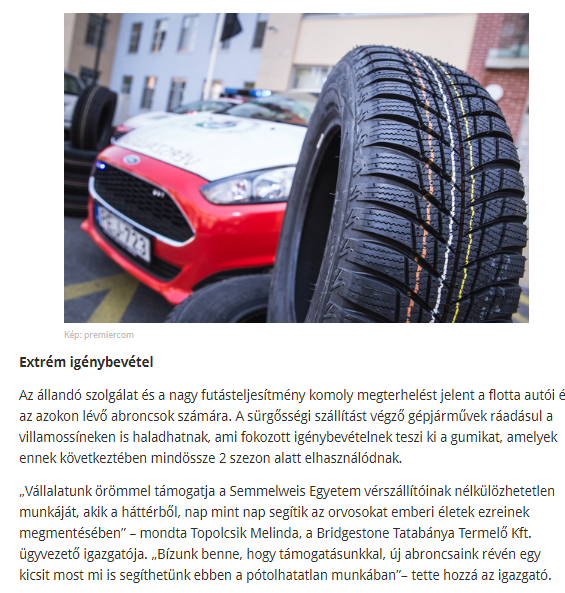 Kép: premiercom
Extrém igénybevétel
Az állandó szolgálat és a nagy futásteljesítmény komoly megterhelést jelent a flotta autói é
az azokon lévő abroncsok számára. A sürgősségi szállítást végző gépjárművek ráadásul a
villamossíneken is haladhatnak, ami fokozott igénybevételnek teszi ki a gumikat, amelyek
ennek következtében mindössze 2 szezon alatt elhasználódnak.
„Vállalatunk örömmel támogatja a Semmelweis Egyetem vérszállítóinak nélkülözhetetlen
munkáját, akik a háttérből, nap mint nap segítik az orvosokat emberi életek ezreinek
megmentésében” – mondta Topolcsik Melinda, a Bridgestone Tatabánya Termelő Kft.
ügyvezető igazgatója. „Bízunk benne, hogy támogatásunkkal, új abroncsaink révén egy
kicsit most mi is segíthetünk ebben a pótolhatatlan munkában”– tette hozzá az igazgató.